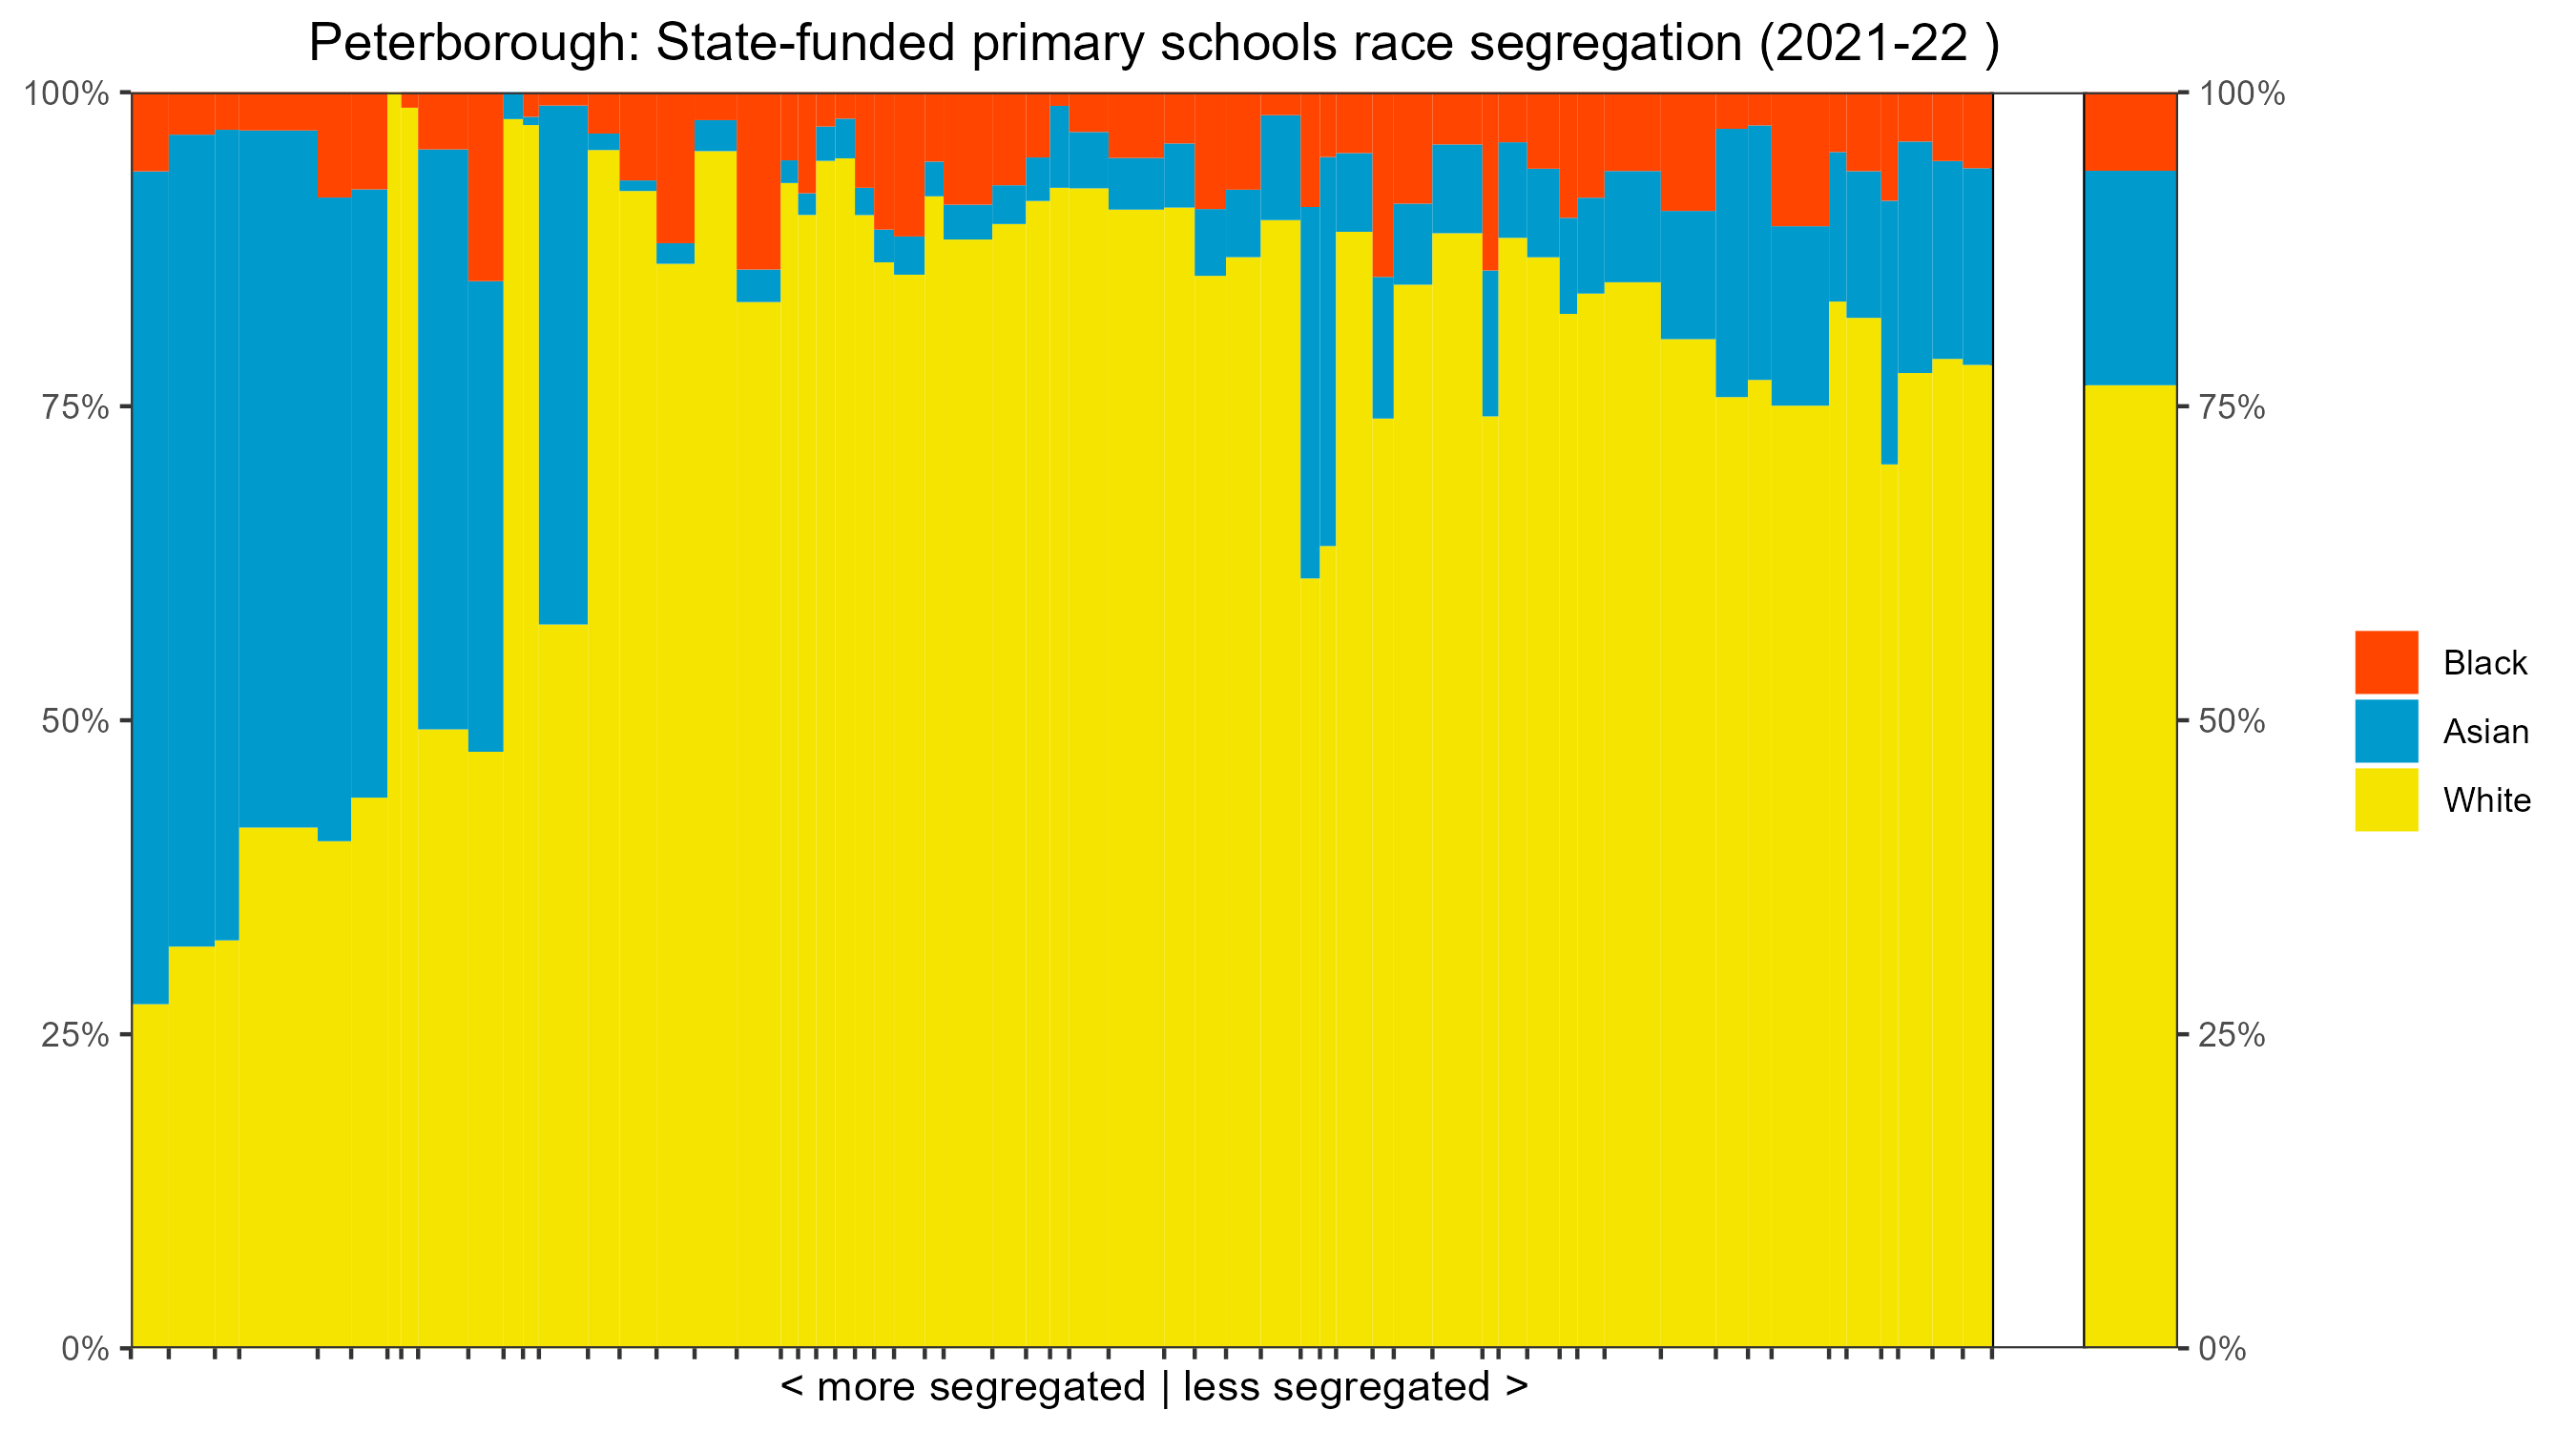 Peterborough: State-funded primary schools race segregation (2021-22 )
100%
100%
75%
75%
50%
50%
25%
25%
0%
0%
Black
Asian
White
< more segregated | less segregated >